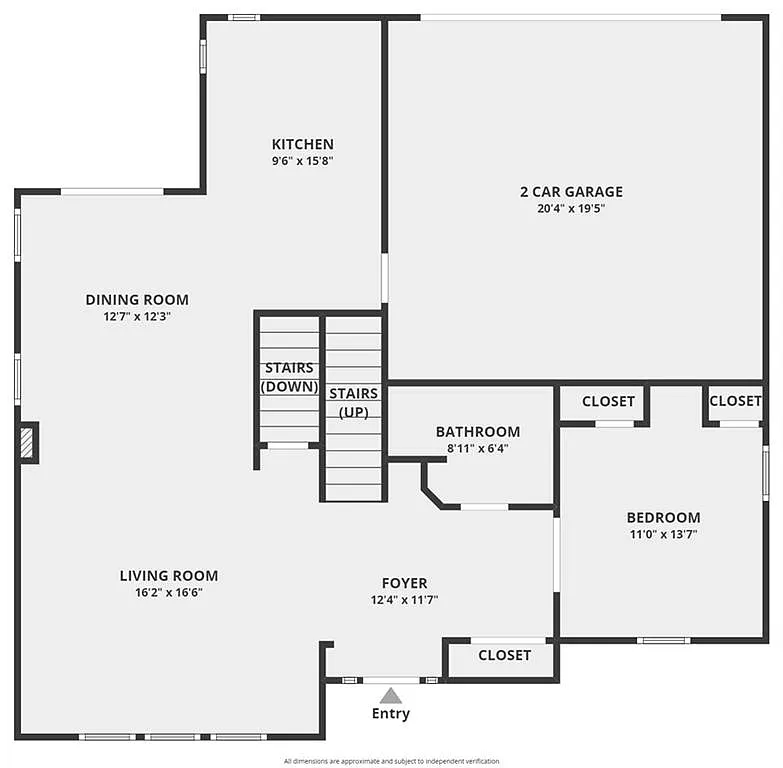 KITCHEN
9'6" x 15'8"
2 CAR GARAGE
20'4" x 19'5"
DINING ROOM
12'7" x 12'3"
STAIRS
(DOWN)
STAIRS
(UP)
CLOSET
CLOSET
BATHROOM
8'11" x 6'4"
BEDROOM
11'0" x 13'7"
LIVING ROOM
16'2" x 16'6"
FOYER
12'4" x 11'7"
CLOSET
Entry
All dimensions are approximate and subject to independent verification.